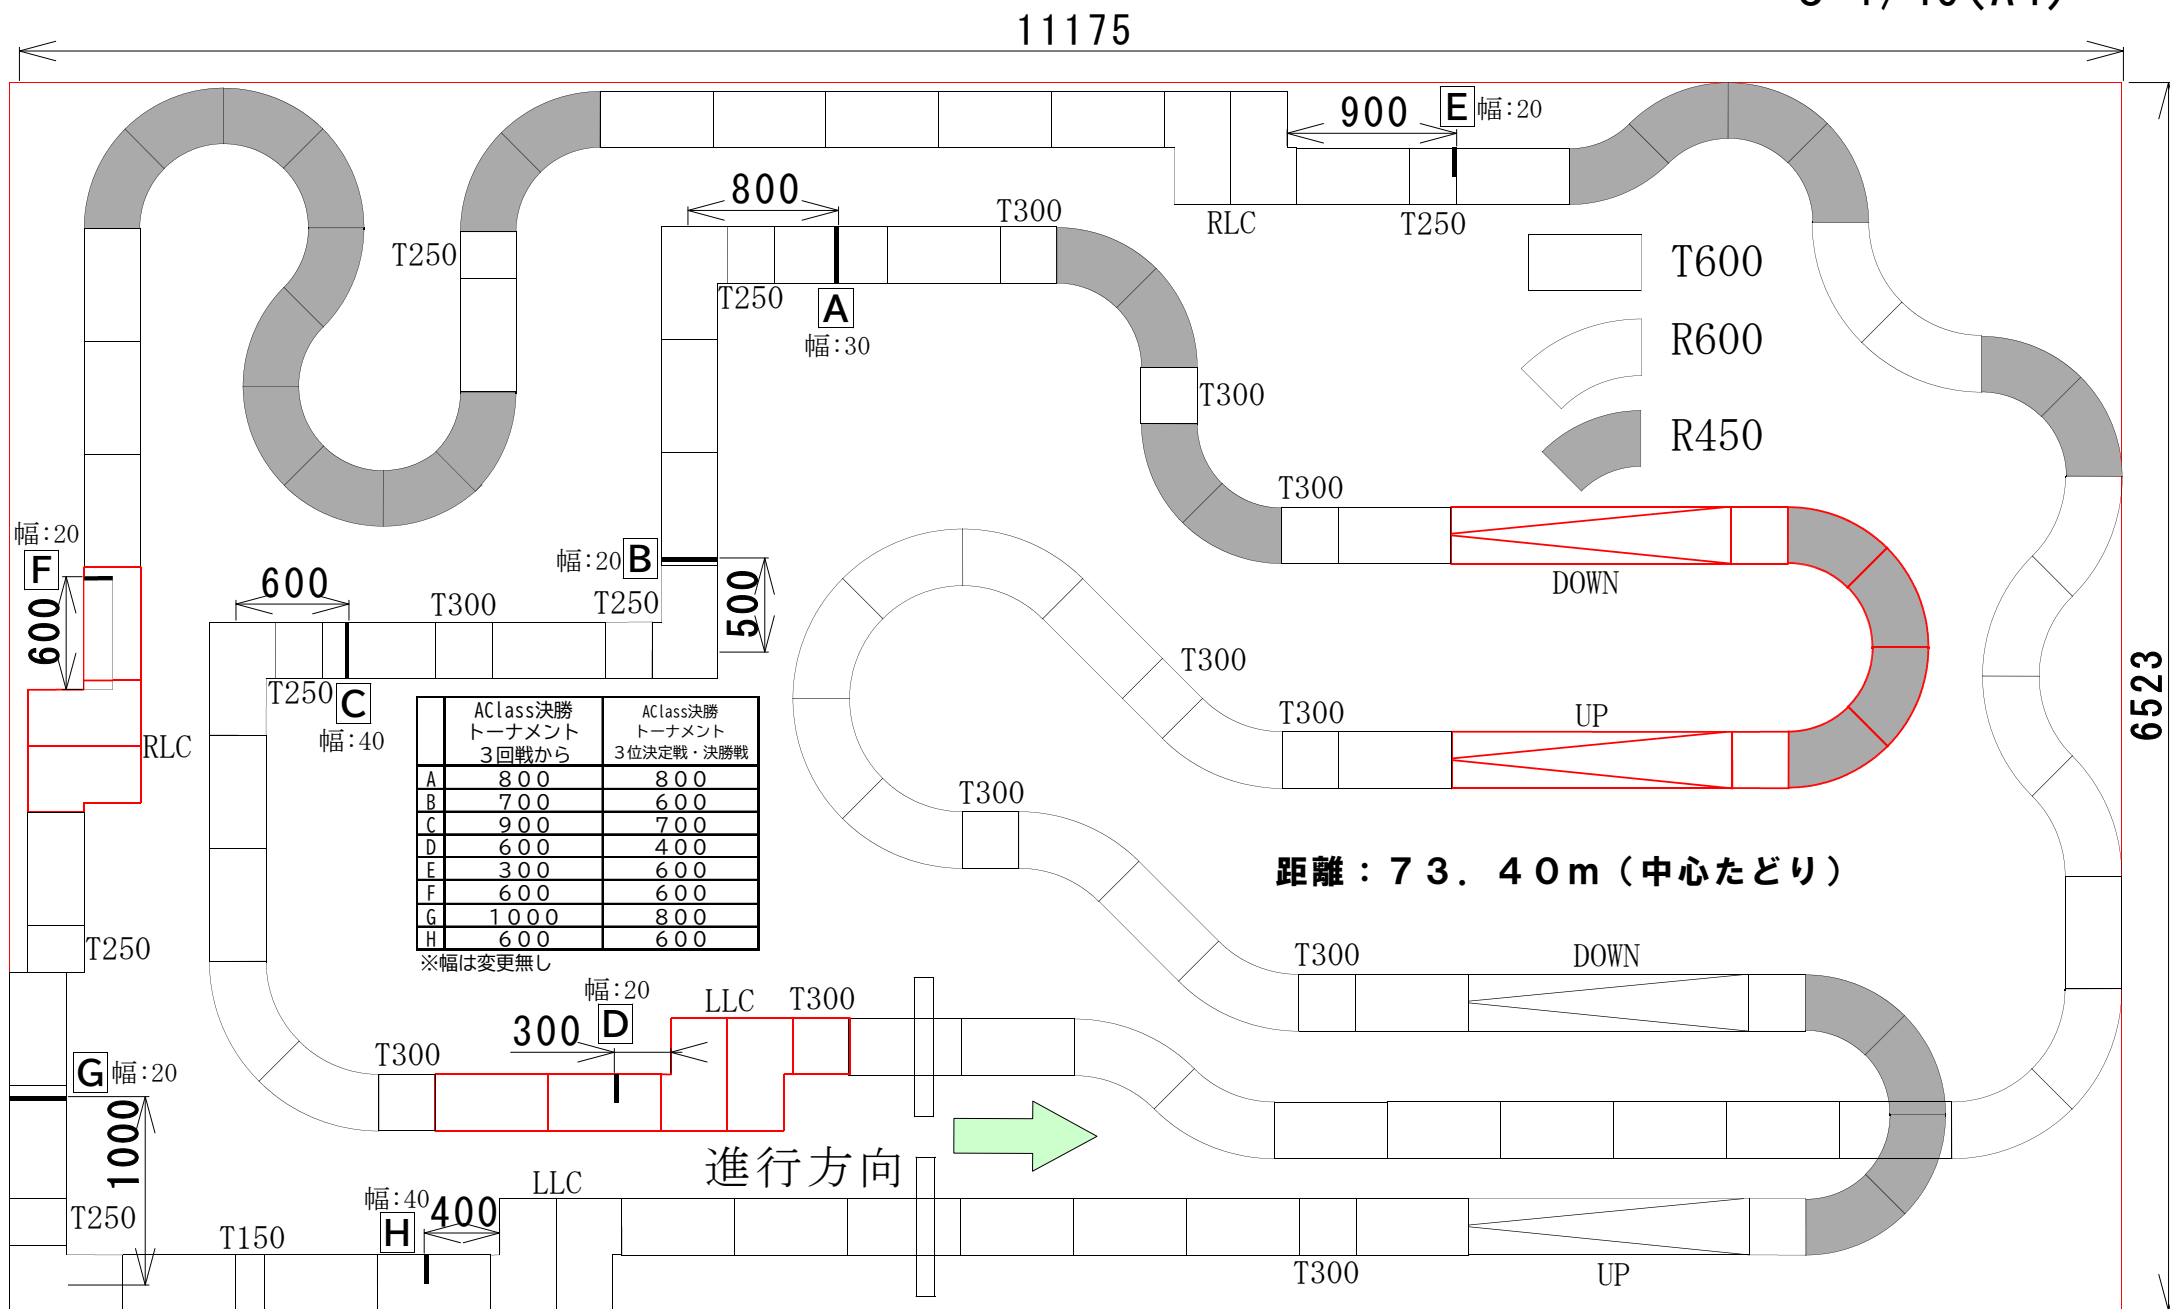 11175
E 幅:20
900
800
T300
RLC
T250
T250
T600
T250
A
幅:30
R600
T300
R450
T300
幅:20
F
幅:20 B
600
T300
T250
500
DOWN
600
T250
C
幅:40
T300
T300
UP
6523
RLC
AClass決勝
トーナメント
3回戦から
AClass決勝
トーナメント
3位決定戦・決勝戦
A 800 800
B 700 600
C 900 700
D 600 400
E 300 600
F 600 600
G 1000 800
H 600 600
※幅は変更無し
T300
距離:73.40m(中心たどり)
T250
T300
DOWN
幅:20
LLC
T300
300
D
T300
G 幅:20
1000
進行方向
LLC
幅:40
400
T250
T150
H
T300
UP